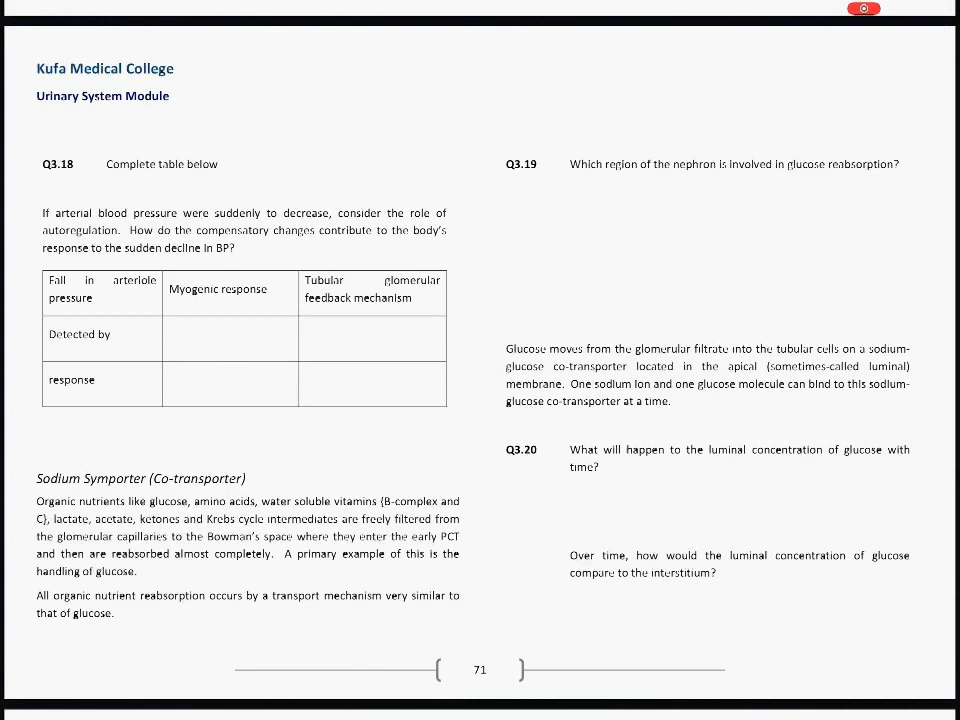 Kufa Medical College
Urinary System Module
Q3.18 Complete table below
If arterial blood pressure were suddenly to decrease, consider the role of
autoregulation. How do the compensatory changes contribute to the body's
response to the sudden decline in BP?
Fall in arteriole
pressure
Myogenic response
Tubular glomerular
feedback mechanism
Detected by
response
Sodium Symporter (Co-transporter)
Organic nutrients like glucose, amino acids, water soluble vitamins {B-complex and
C}, lactate, acetate, ketones and Krebs cycle intermediates are freely filtered from
the glomerular capillaries to the Bowman's space where they enter the early PCT
and then are reabsorbed almost completely. A primary example of this is the
handling of glucose.
All organic nutrient reabsorption occurs by a transport mechanism very similar to
that of glucose.
Q3.19 Which region of the nephron is involved in glucose reabsorption?
Glucose moves from the glomerular filtrate into the tubular cells on a sodium-
glucose co-transporter located in the apical (sometimes-called luminal)
membrane. One sodium ion and one glucose molecule can bind to this sodium-
glucose co-transporter at a time.
Q3.20 What will happen to the luminal concentration of glucose with
time?
Over time, how would the luminal concentration of glucose
compare to the interstitium?
71